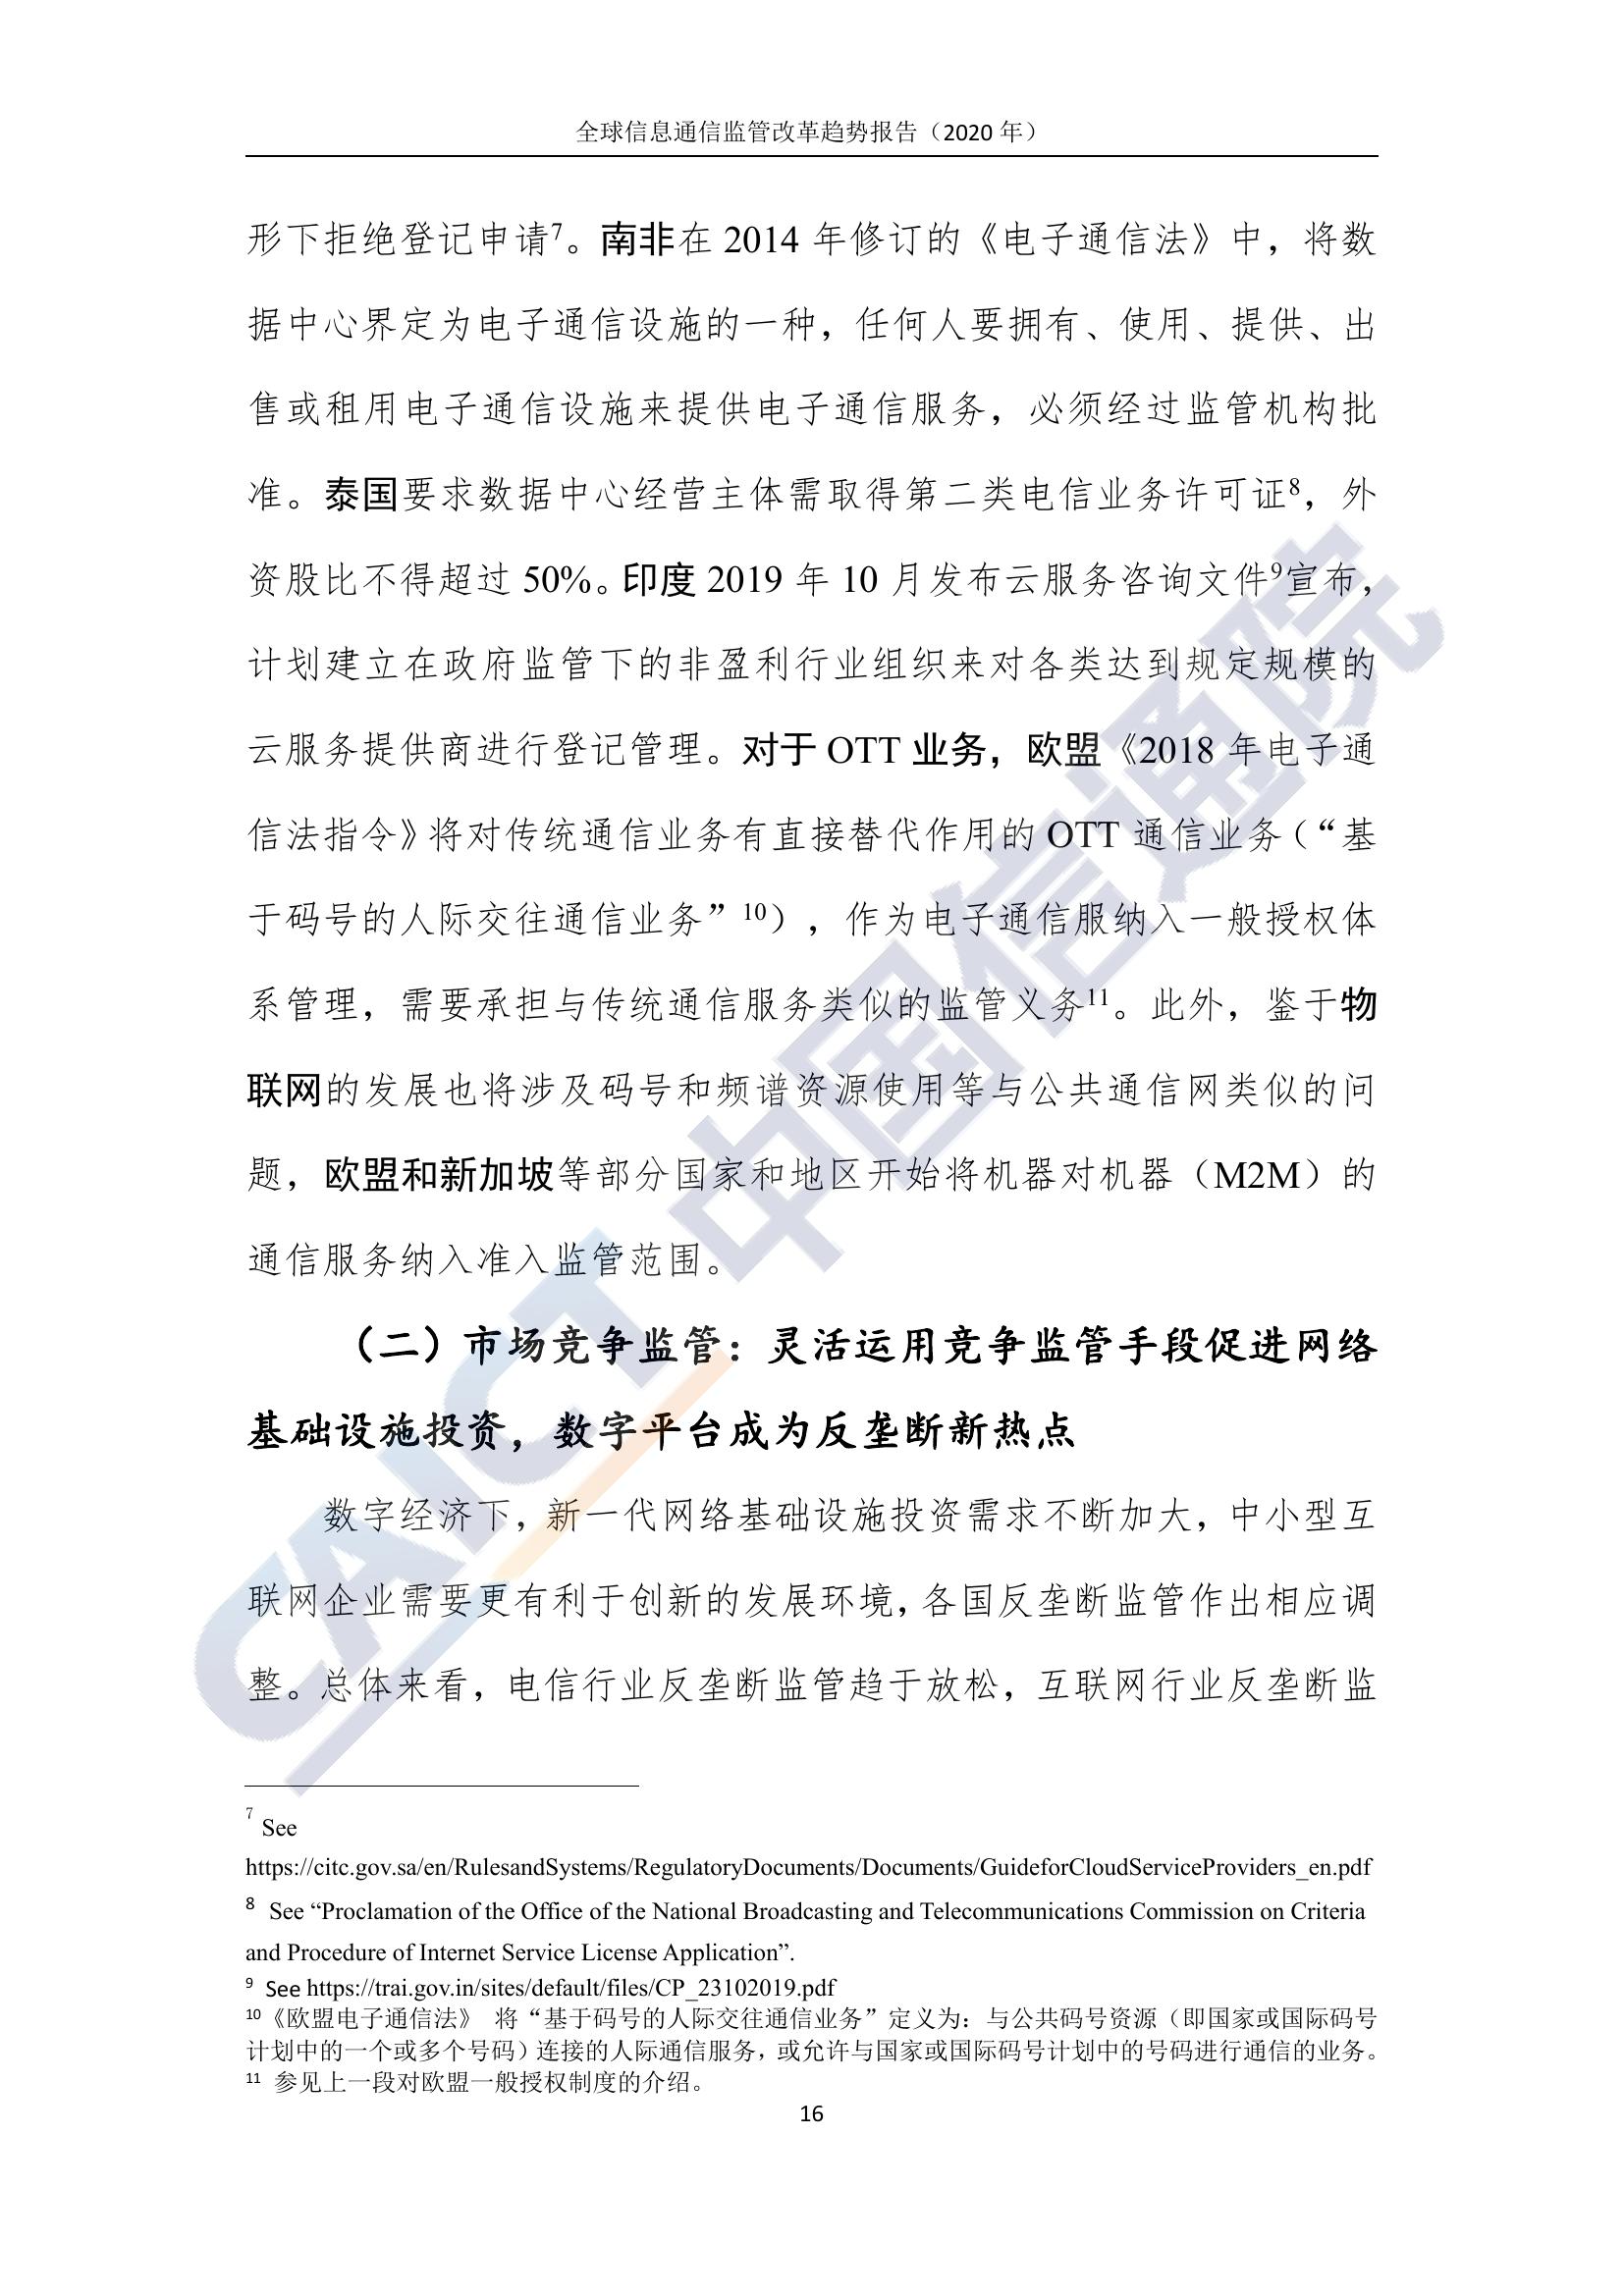 全球信息通信监管改革趋势报告（2020 年）
形下拒绝登记申请7。南非在 2014 年修订的《电子通信法》中，将数
据中心界定为电子通信设施的一种，任何人要拥有、使用、提供、出
售或租用电子通信设施来提供电子通信服务，必须经过监管机构批
准。泰国要求数据中心经营主体需取得第二类电信业务许可证8，外
资股比不得超过 50%。印度 2019 年 10 月发布云服务咨询文件9宣布，
计划建立在政府监管下的非盈利行业组织来对各类达到规定规模的
云服务提供商进行登记管理。对于 OTT 业务，欧盟《2018 年电子通
信法指令》将对传统通信业务有直接替代作用的 OTT 通信业务（“基
于码号的人际交往通信业务”10），作为电子通信服纳入一般授权体
系管理，需要承担与传统通信服务类似的监管义务11。此外，鉴于物
联网的发展也将涉及码号和频谱资源使用等与公共通信网类似的问
题，欧盟和新加坡等部分国家和地区开始将机器对机器（M2M）的
通信服务纳入准入监管范围。
（二）市场竞争监管：灵活运用竞争监管手段促进网络
基础设施投资，数字平台成为反垄断新热点
数字经济下，新一代网络基础设施投资需求不断加大，中小型互
联网企业需要更有利于创新的发展环境，各国反垄断监管作出相应调
整。总体来看，电信行业反垄断监管趋于放松，互联网行业反垄断监
7 See
https://citc.gov.sa/en/RulesandSystems/RegulatoryDocuments/Documents/GuideforCloudServiceProviders_en.pdf
8 See “Proclamation of the Office of the National Broadcasting and Telecommunications Commission on Criteria
and Procedure of Internet Service License Application”.
9 See https://trai.gov.in/sites/default/files/CP_23102019.pdf
10《欧盟电子通信法》 将“基于码号的人际交往通信业务”定义为：与公共码号资源（即国家或国际码号
计划中的一个或多个号码）连接的人际通信服务，或允许与国家或国际码号计划中的号码进行通信的业务。
11 参见上一段对欧盟一般授权制度的介绍。
16
CAICT 中国信通院